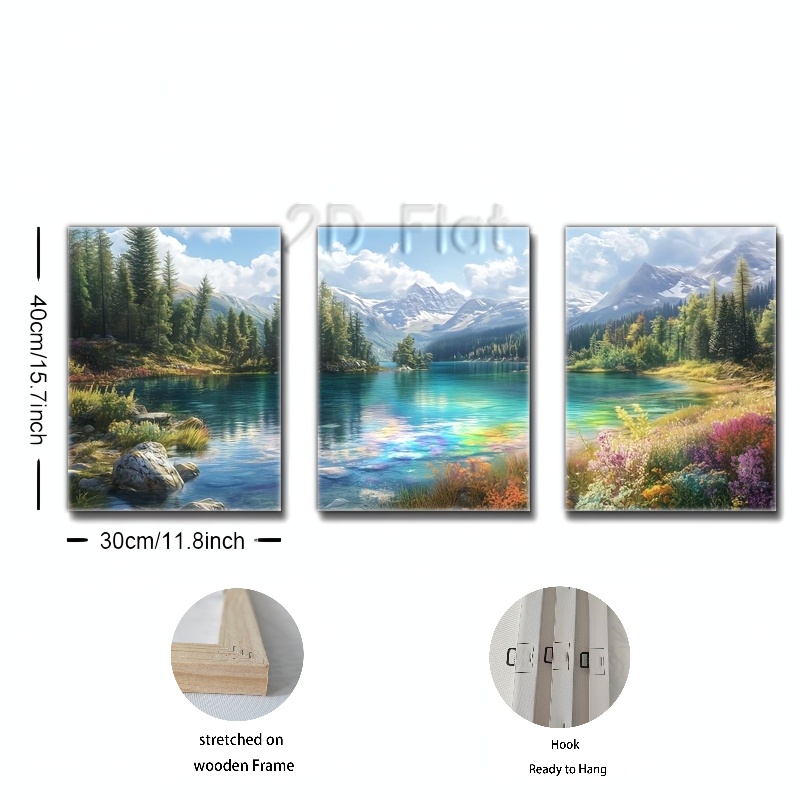 2D Flat
40cm/15.7inch
30cm/11.8inch
stretched on
wooden Frame
Hook
Ready to Hang